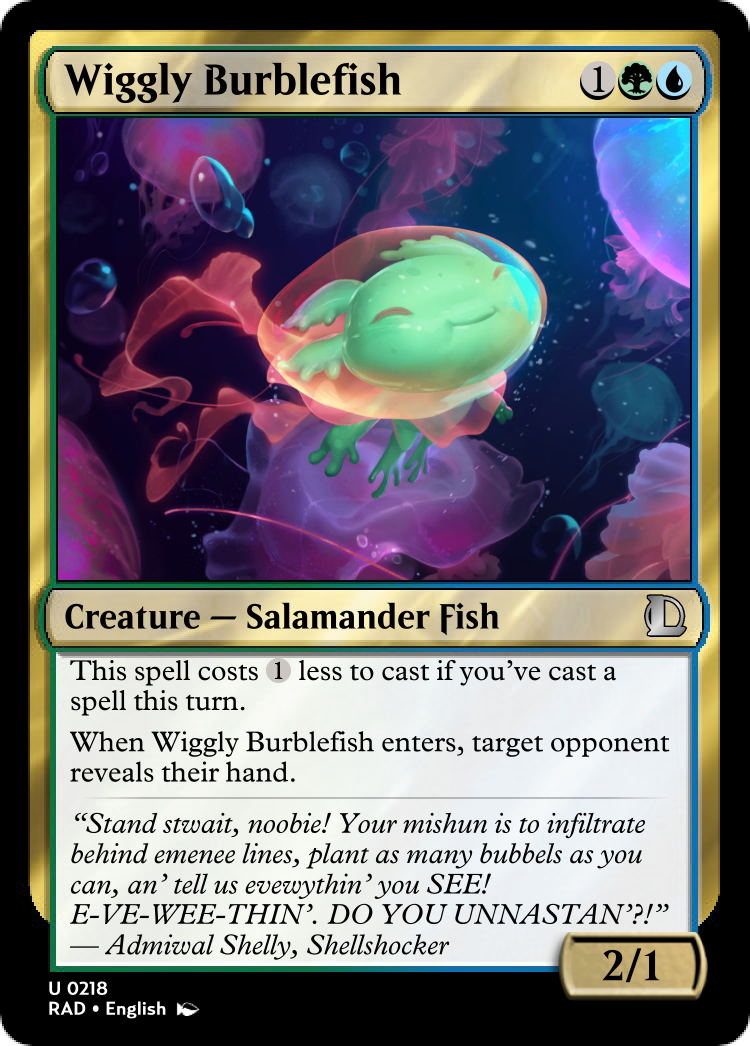 Wiggly Burblefish 1
Creature — Salamander Fish
This spell costs 1 less to cast if you've cast a
spell this turn.
When Wiggly Burblefish enters, target opponent
reveals their hand.
“Stand stwait, noobie! Your mishun is to infiltrate
behind emenee lines, plant as many bubbels as you
can, an’ tell us evewythin’ you SEE!
E-VE-WEE-THIN’. DO YOU UNNASTAN’?!”
— Admiwal Shelly, Shellshocker
2/1
U 0218
RAD • English